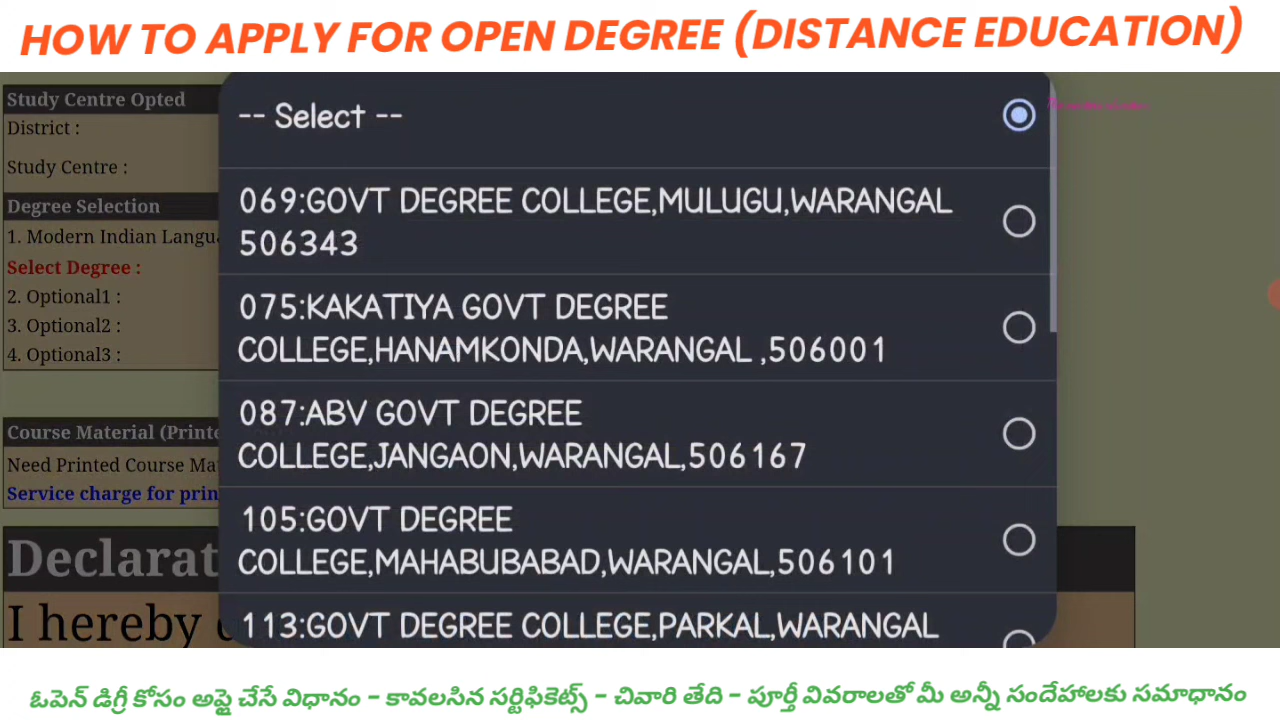 HOW TO APPLY FOR OPEN DEGREE (DISTANCE EDUCATION)
Study Centre Opted
District :
Study Centre :
Degree Selection
1. Modern Indian Langua
Select Degree :
2. Optional1 :
3. Optional2 :
4. Optional3 :
Course Material (Printe
Need Printed Course Ma
Service charge for prin
Declarat
I hereby
-- Select --
069:GOVT DEGREE COLLEGE,MULUGU,WARANGAL
506343
075:KAKATIYA GOVT DEGREE
COLLEGE,HANAMKONDA,WARANGAL ,506001
087:ABV GOVT DEGREE
COLLEGE,JANGAON,WARANGAL,506167
105:GOVT DEGREE
COLLEGE,MAHABUBABAD,WARANGAL,506101
113:GOVT DEGREE COLLEGE,PARKAL,WARANGAL
ఓపెన్ డిగ్రీ కోసం అప్లై చేసే విధానం - కావలసిన సర్టిఫికెట్స్ - చివారి తేది - పూర్తి వివరాలతో మీ అన్నీ సందేహాలకు సమాధానం